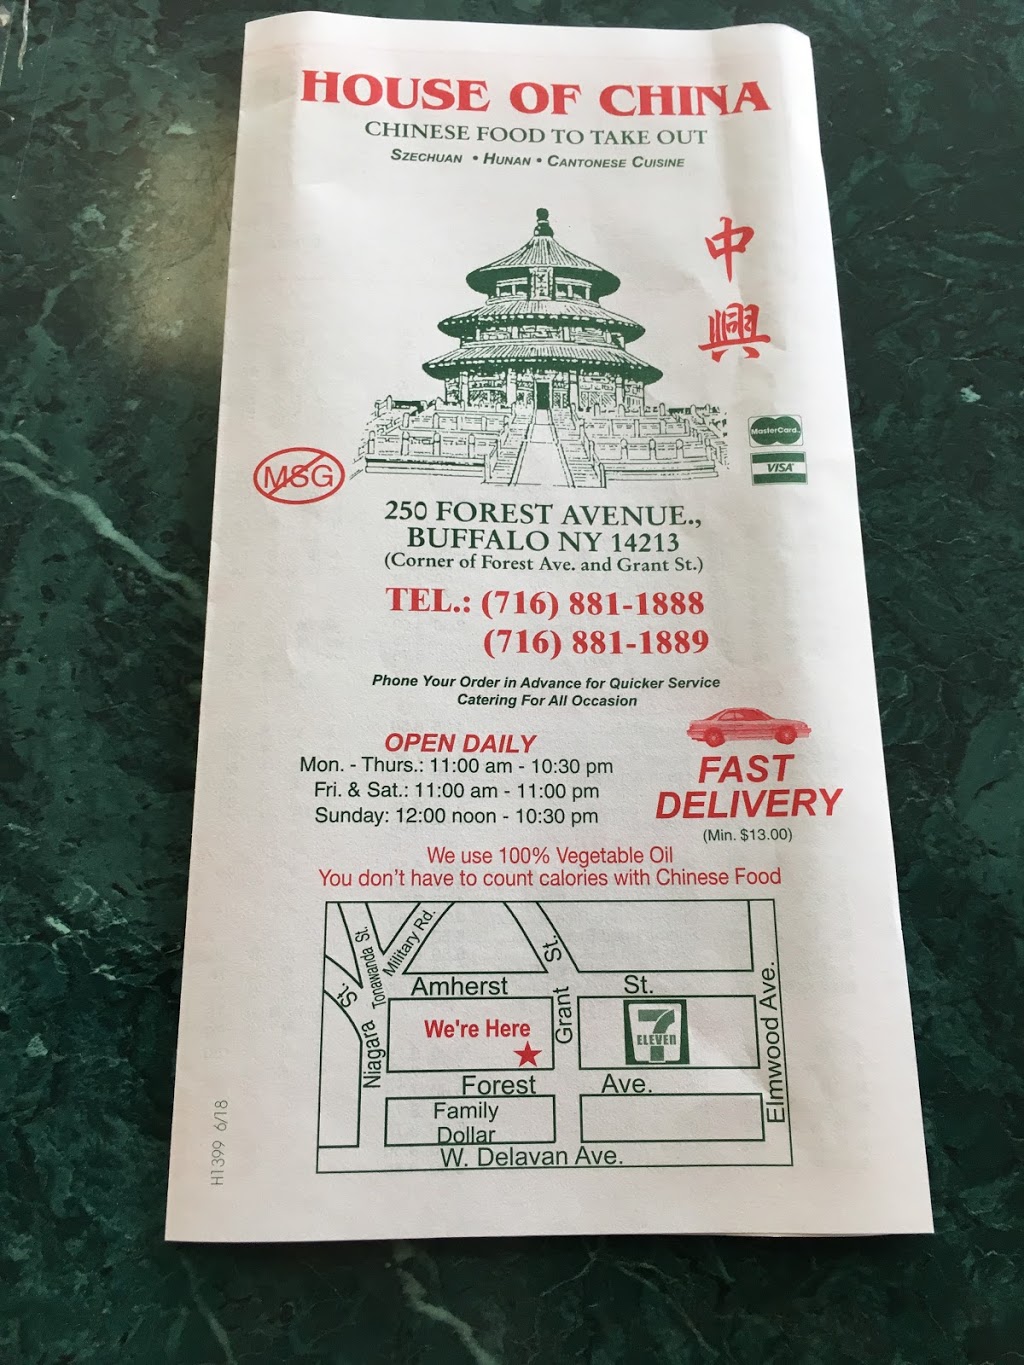 HOUSE OF CHINA
CHINESE FOOD TO TAKE OUT
SZECHUAN • HUNAN • CANTONESE CUISINE
中
興
MasterCard
VISA
MSG
250 FOREST AVENUE.,
BUFFALO NY 14213
(Corner of Forest Ave. and Grant St.)
TEL.: (716) 881-1888
(716) 881-1889
Phone Your Order in Advance for Quicker Service
Catering For All Occasion
OPEN DAILY
Mon. - Thurs.: 11:00 am - 10:30 pm
Fri. & Sat.: 11:00 am - 11:00 pm
Sunday: 12:00 noon - 10:30 pm
FAST
DELIVERY
(Min. $13.00)
We use 100% Vegetable Oil
You don't have to count calories with Chinese Food
Niagara St.
Tonawanda St.
Military Rd.
Amherst St.
Grant St.
Elmwood Ave.
We're Here
7
ELEVEN
Forest Ave.
Family
Dollar
W. Delavan Ave.
H1399 6/18